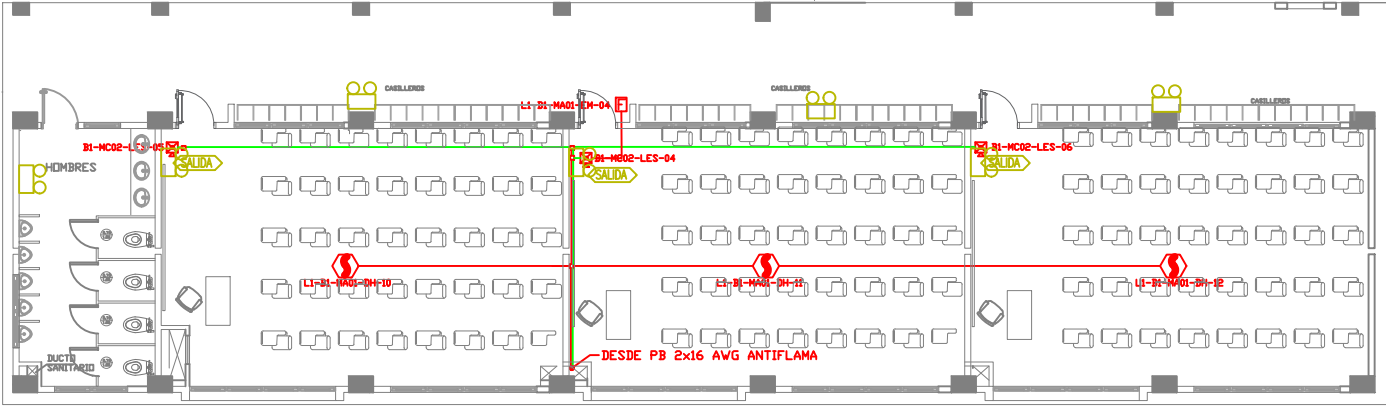 CASILLEROS
CASILLEROS
CASILLEROS
L1-B1-MA01-EM-04
F
B1-MC02-LES-05
B1-MC02-LES-04
B1-MC02-LES-06
HOMBRES
SALIDA
SALIDA
SALIDA
L1-B1-MA01-DH-10
L1-B1-MA01-DH-11
L1-B1-MA01-DH-12
DESDE PB 2x16 AWG ANTIFLAMA
DUCTO
SANITARIO